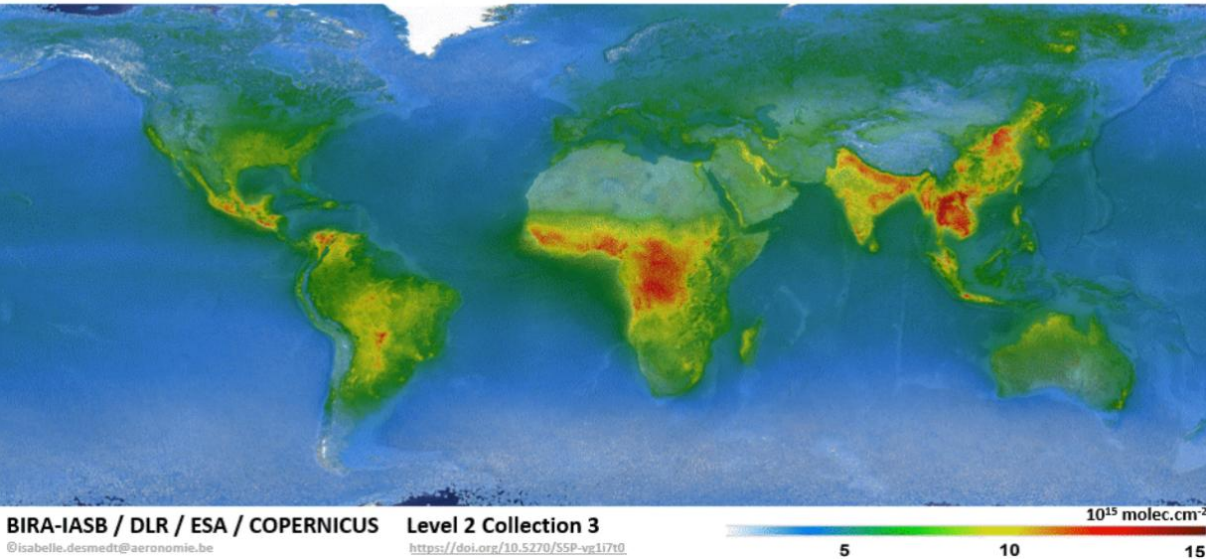 BIRA-IASB / DLR / ESA / COPERNICUS Level 2 Collection 3
©isabelle.desmedt@aeronomie.be https://doi.org/10.5270/S5P-vg1i7t0
10¹⁵ molec.cm⁻²
5 10 15